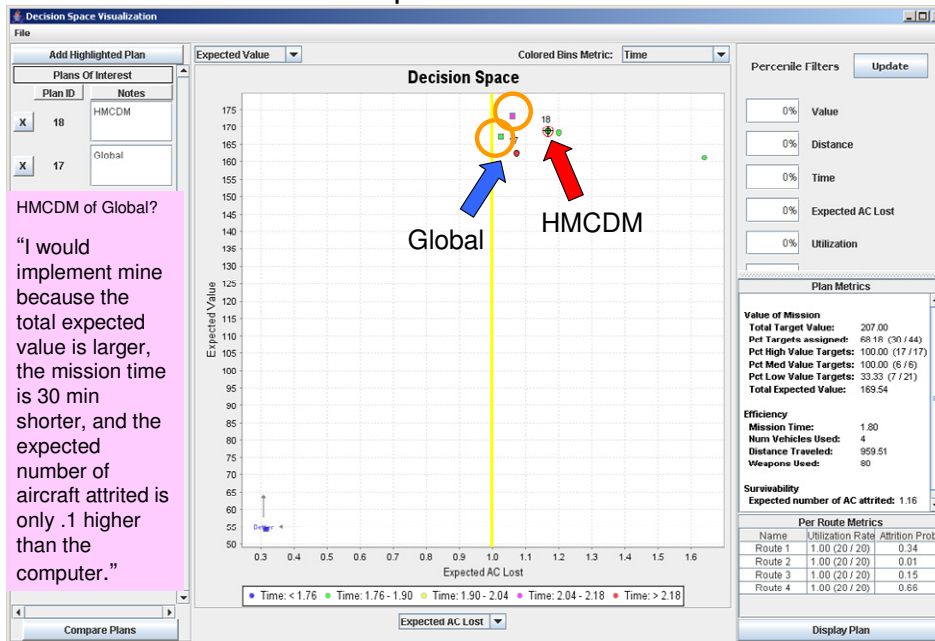 Decision Space Visualization
File
Add Highlighted Plan
Plans Of Interest
Plan ID
Notes
X
18
HMCDM
X
17
Global
HMCDM of Global?
“I would
implement mine
because the
total expected
value is larger,
the mission time
is 30 min
shorter, and the
expected
number of
aircraft attrited is
only .1 higher
than the
computer.”
Compare Plans
Expected Value
Colored Bins Metric:
Time
Decision Space
Expected Value
175
170
165
160
155
150
145
140
135
130
125
120
115
110
105
100
95
90
85
80
75
70
65
60
55
50
18
Global
HMCDM
0.3 0.4 0.5 0.6 0.7 0.8 0.9 1.0 1.1 1.2 1.3 1.4 1.5 1.6
Expected AC Lost
Time: < 1.76 Time: 1.76 - 1.90 Time: 1.90 - 2.04 Time: 2.04 - 2.18 Time: > 2.18
Expected AC Lost
Percenile Filters
Update
0% Value
0% Distance
0% Time
0% Expected AC Lost
0% Utilization
Plan Metrics
Value of Mission
Total Target Value: 207.00
Pct Targets assigned: 68.18 (30 / 44)
Pct High Value Targets: 100.00 (17 / 17)
Pct Med Value Targets: 100.00 (6 / 6)
Pct Low Value Targets: 33.33 (7 / 21)
Total Expected Value: 169.54
Efficiency
Mission Time: 1.80
Num Vehicles Used: 4
Distance Traveled: 959.51
Weapons Used: 80
Survivability
Expected number of AC attrited: 1.16
Per Route Metrics
Name Utilization Rate Attrition Prob
Route 1 1.00 (20 / 20) 0.34
Route 2 1.00 (20 / 20) 0.01
Route 3 1.00 (20 / 20) 0.15
Route 4 1.00 (20 / 20) 0.66
Display Plan